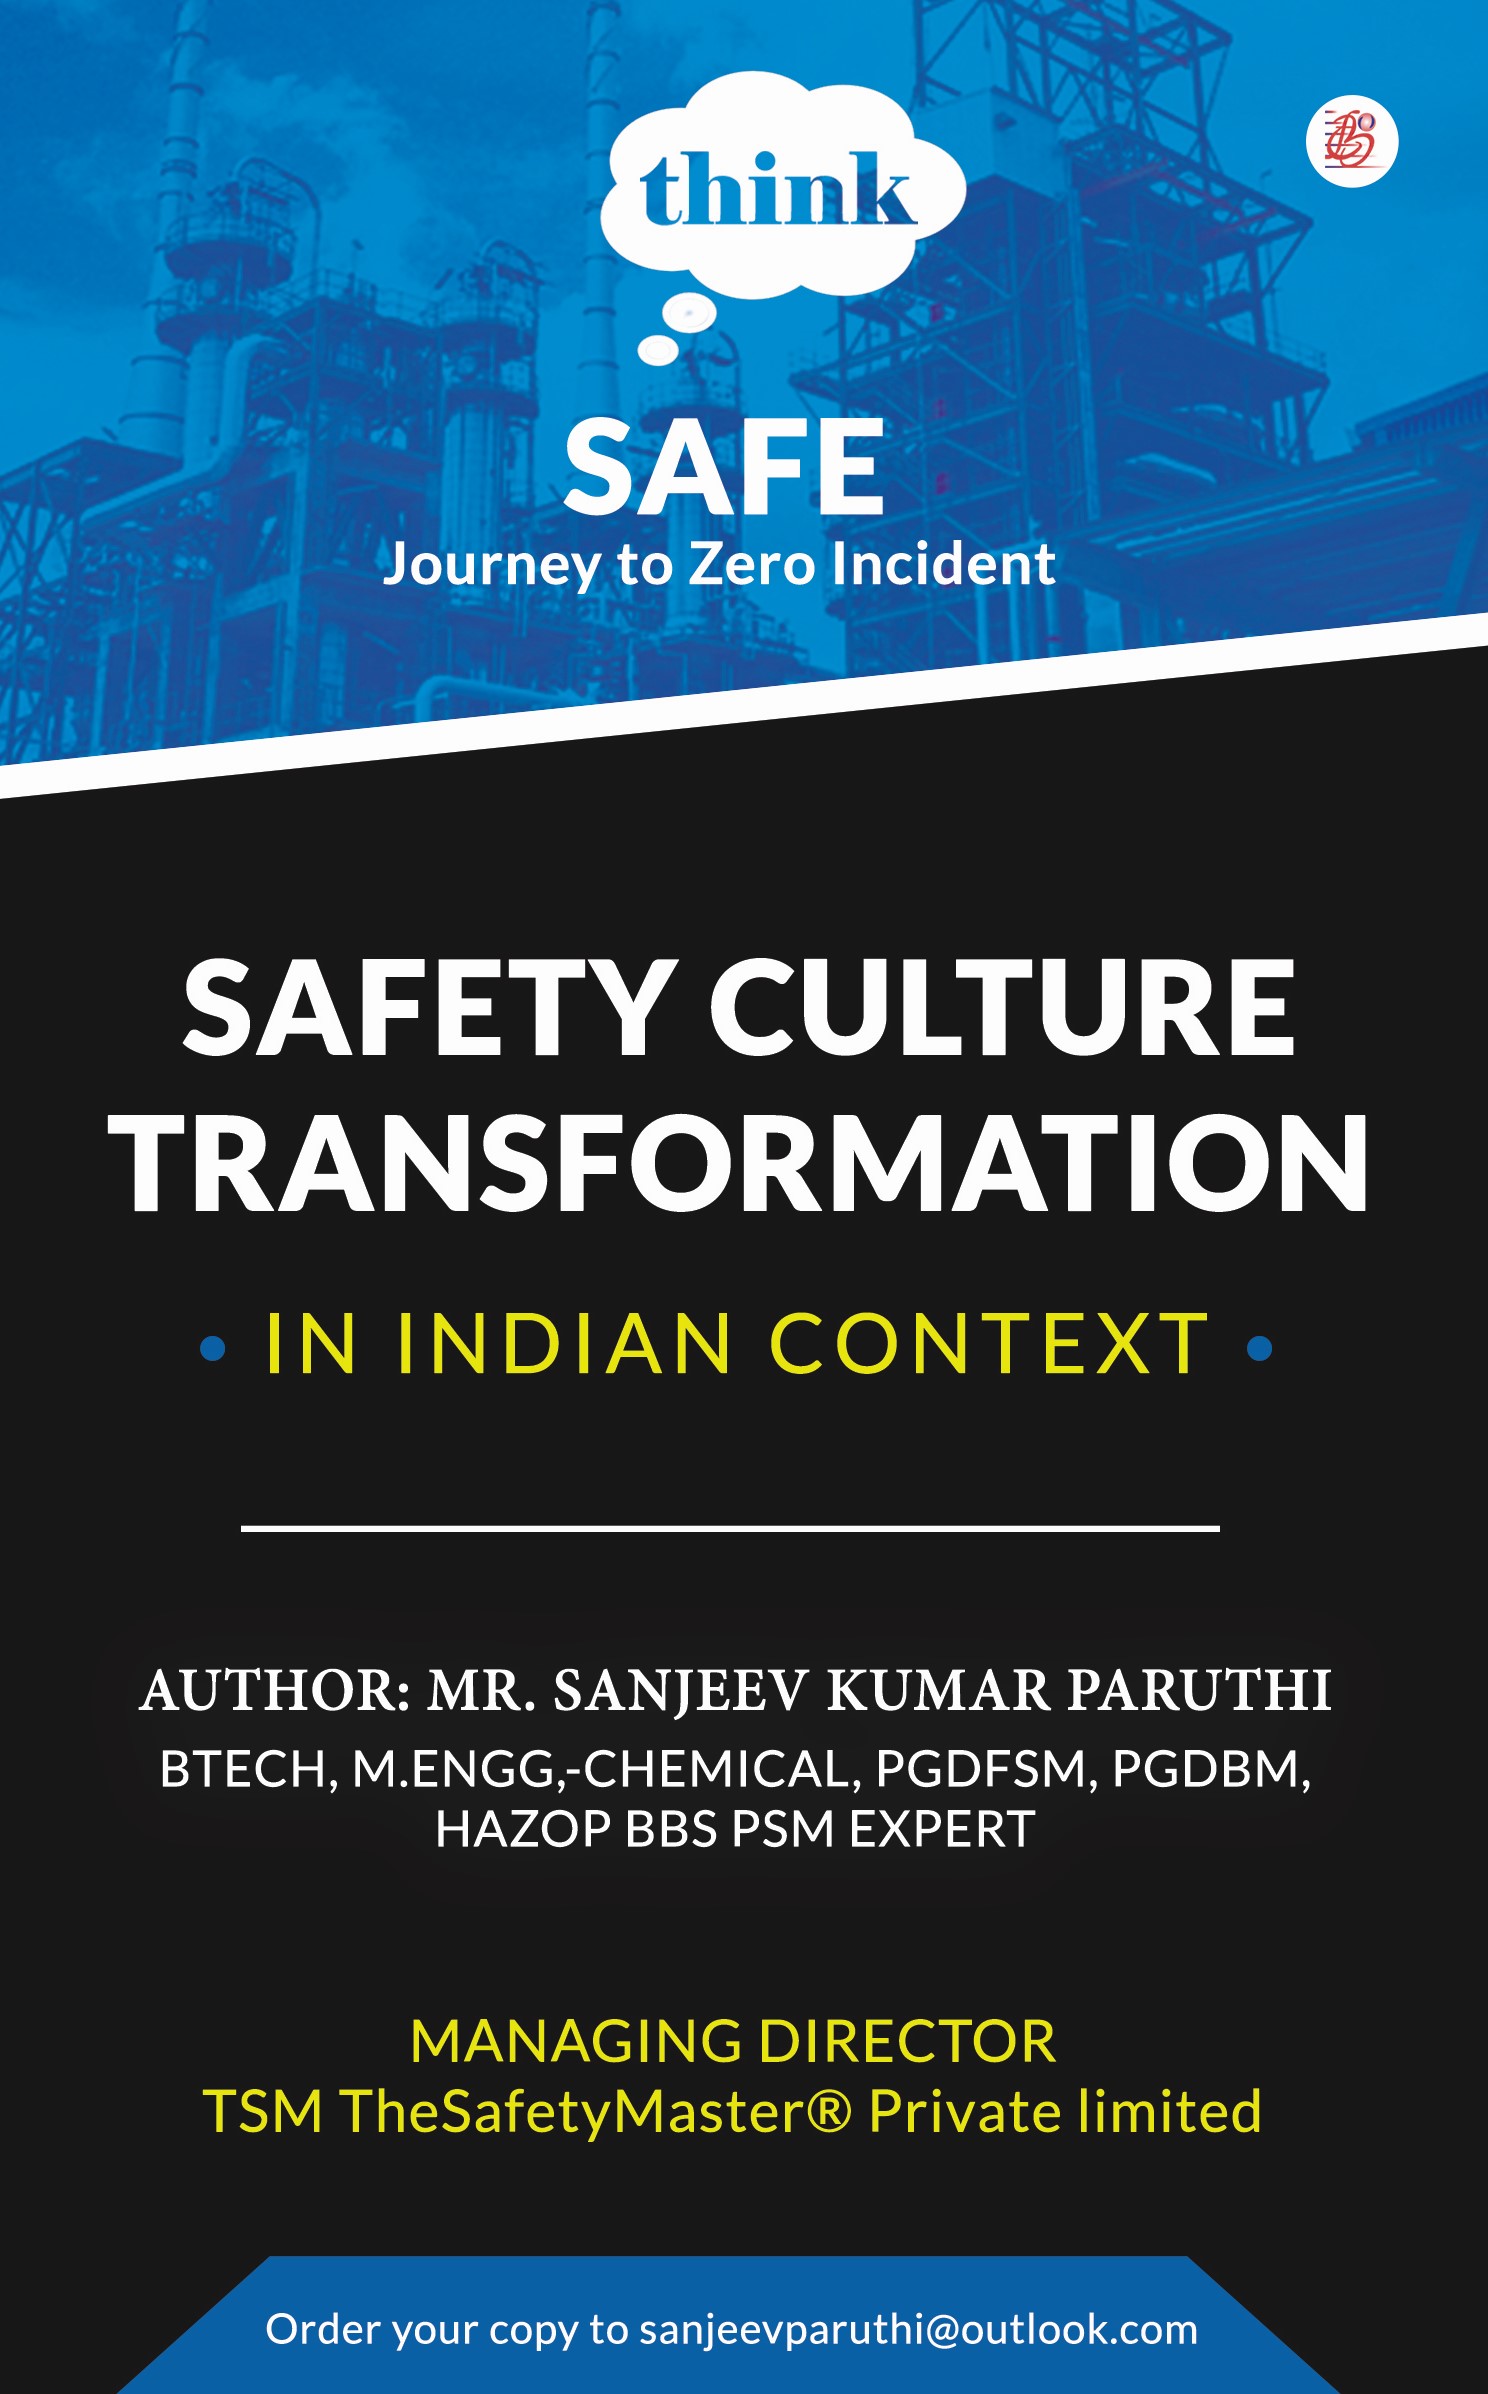 think
SAFE
Journey to Zero Incident
SAFETY CULTURE
TRANSFORMATION
• IN INDIAN CONTEXT •
AUTHOR: MR. SANJEEV KUMAR PARUTHI
BTECH, M.ENGG,-CHEMICAL, PGDFSM, PGDBM,
HAZOP BBS PSM EXPERT
MANAGING DIRECTOR
TSM TheSafetyMaster® Private limited
Order your copy to sanjeevparuthi@outlook.com